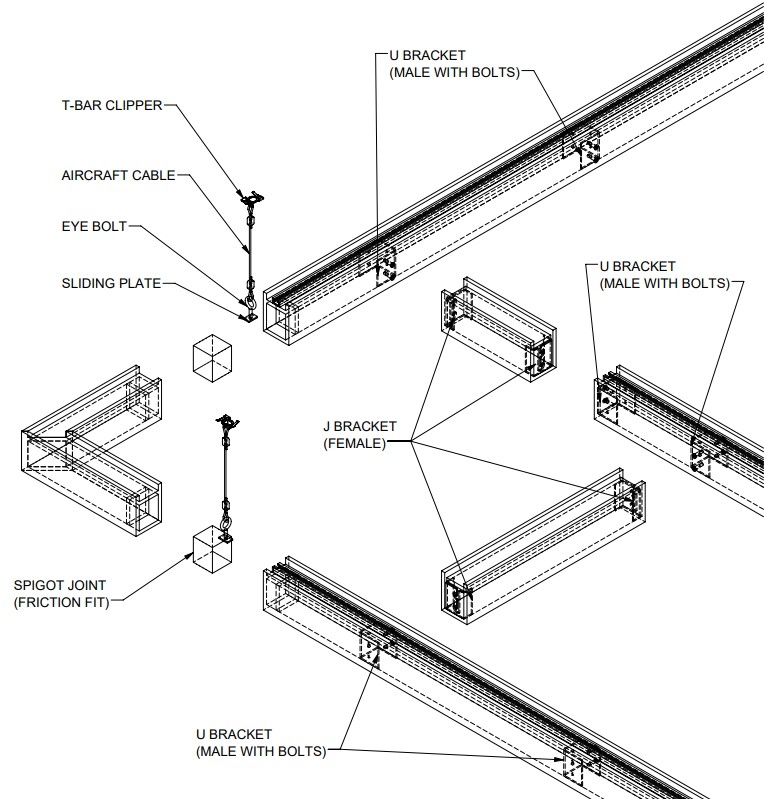 U BRACKET
(MALE WITH BOLTS)
T-BAR CLIPPER
AIRCRAFT CABLE
EYE BOLT
SLIDING PLATE
U BRACKET
(MALE WITH BOLTS)
J BRACKET
(FEMALE)
SPIGOT JOINT
(FRICTION FIT)
U BRACKET
(MALE WITH BOLTS)